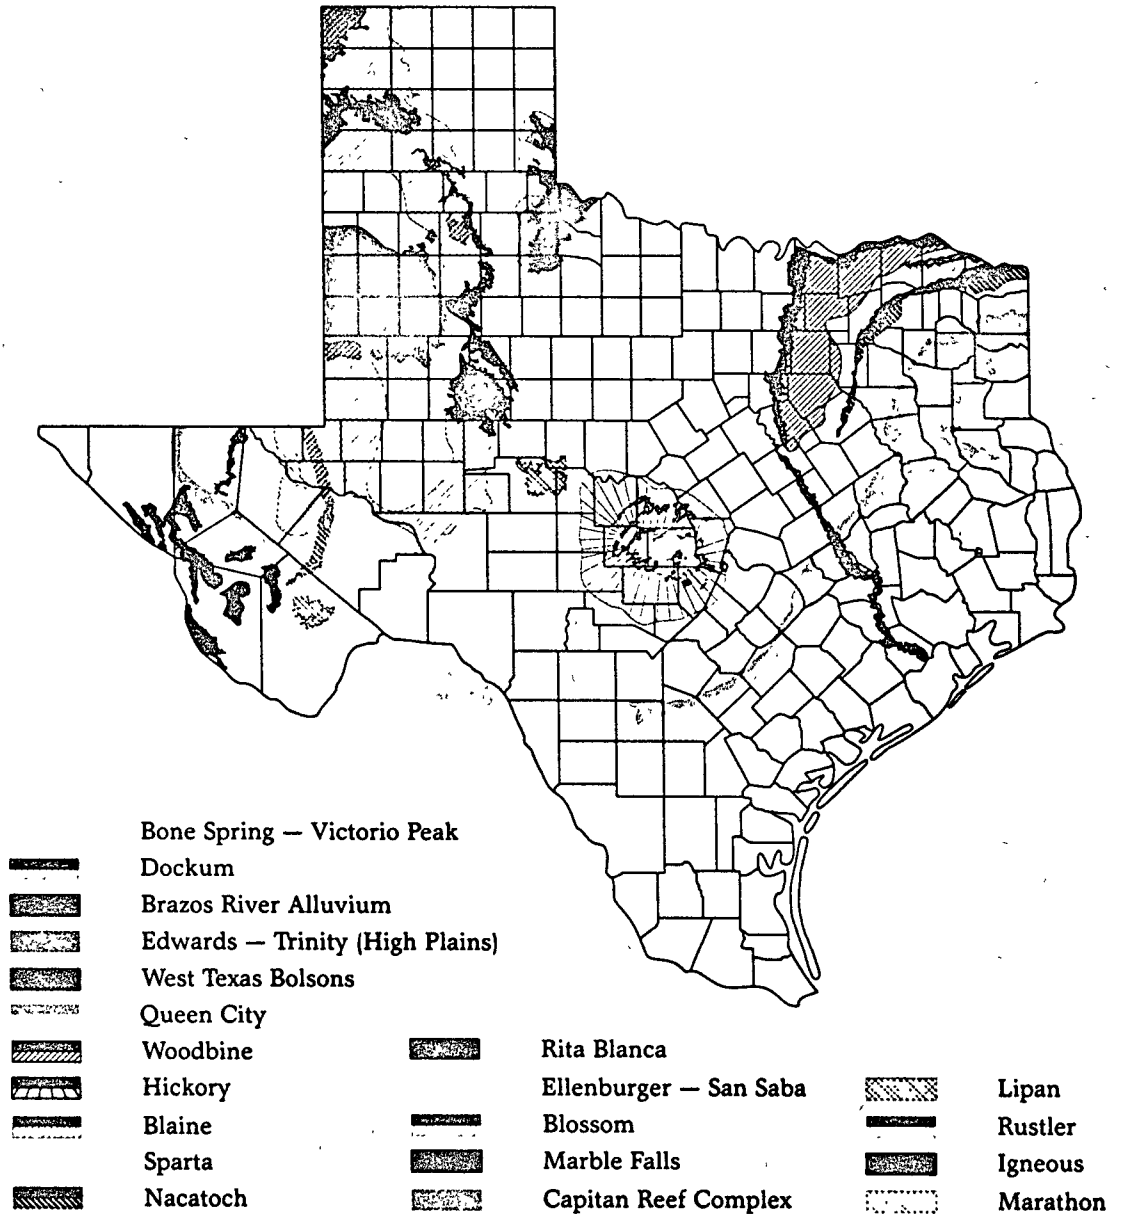 Bone Spring — Victorio Peak
Dockum
Brazos River Alluvium
Edwards — Trinity (High Plains)
West Texas Bolsons
Queen City
Woodbine
Hickory
Blaine
Sparta
Nacatoch
Rita Blanca
Ellenburger — San Saba
Blossom
Marble Falls
Capitan Reef Complex
Lipan
Rustler
Igneous
Marathon